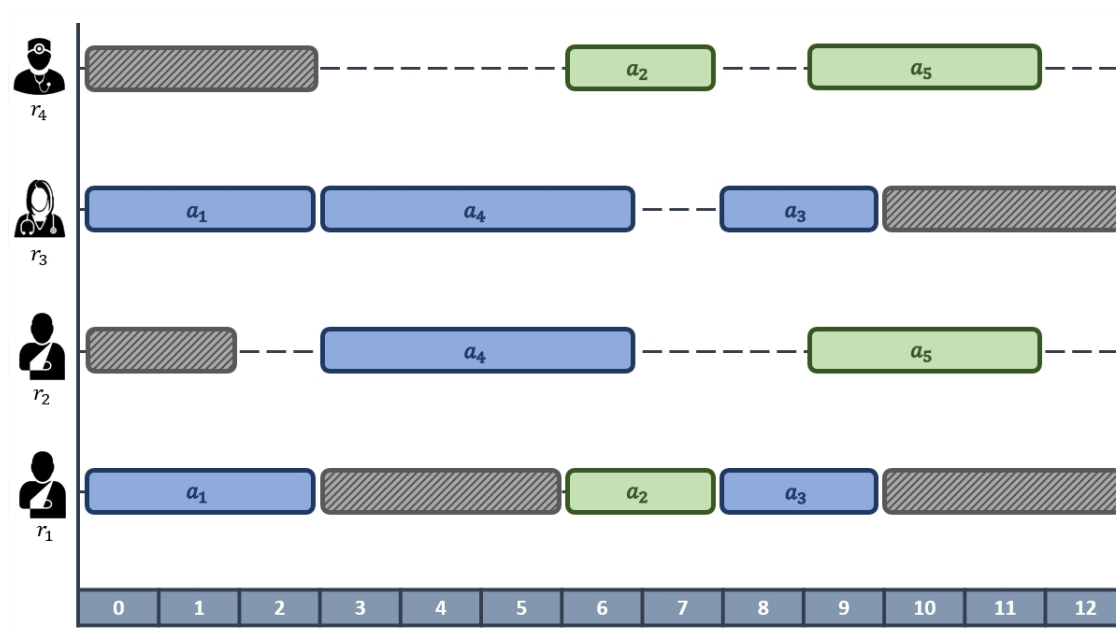 a₂ a₅
r₄
a₁ a₄ a₃
r₃
a₄ a₅
r₂
a₁ a₂ a₃
r₁
0 1 2 3 4 5 6 7 8 9 10 11 12